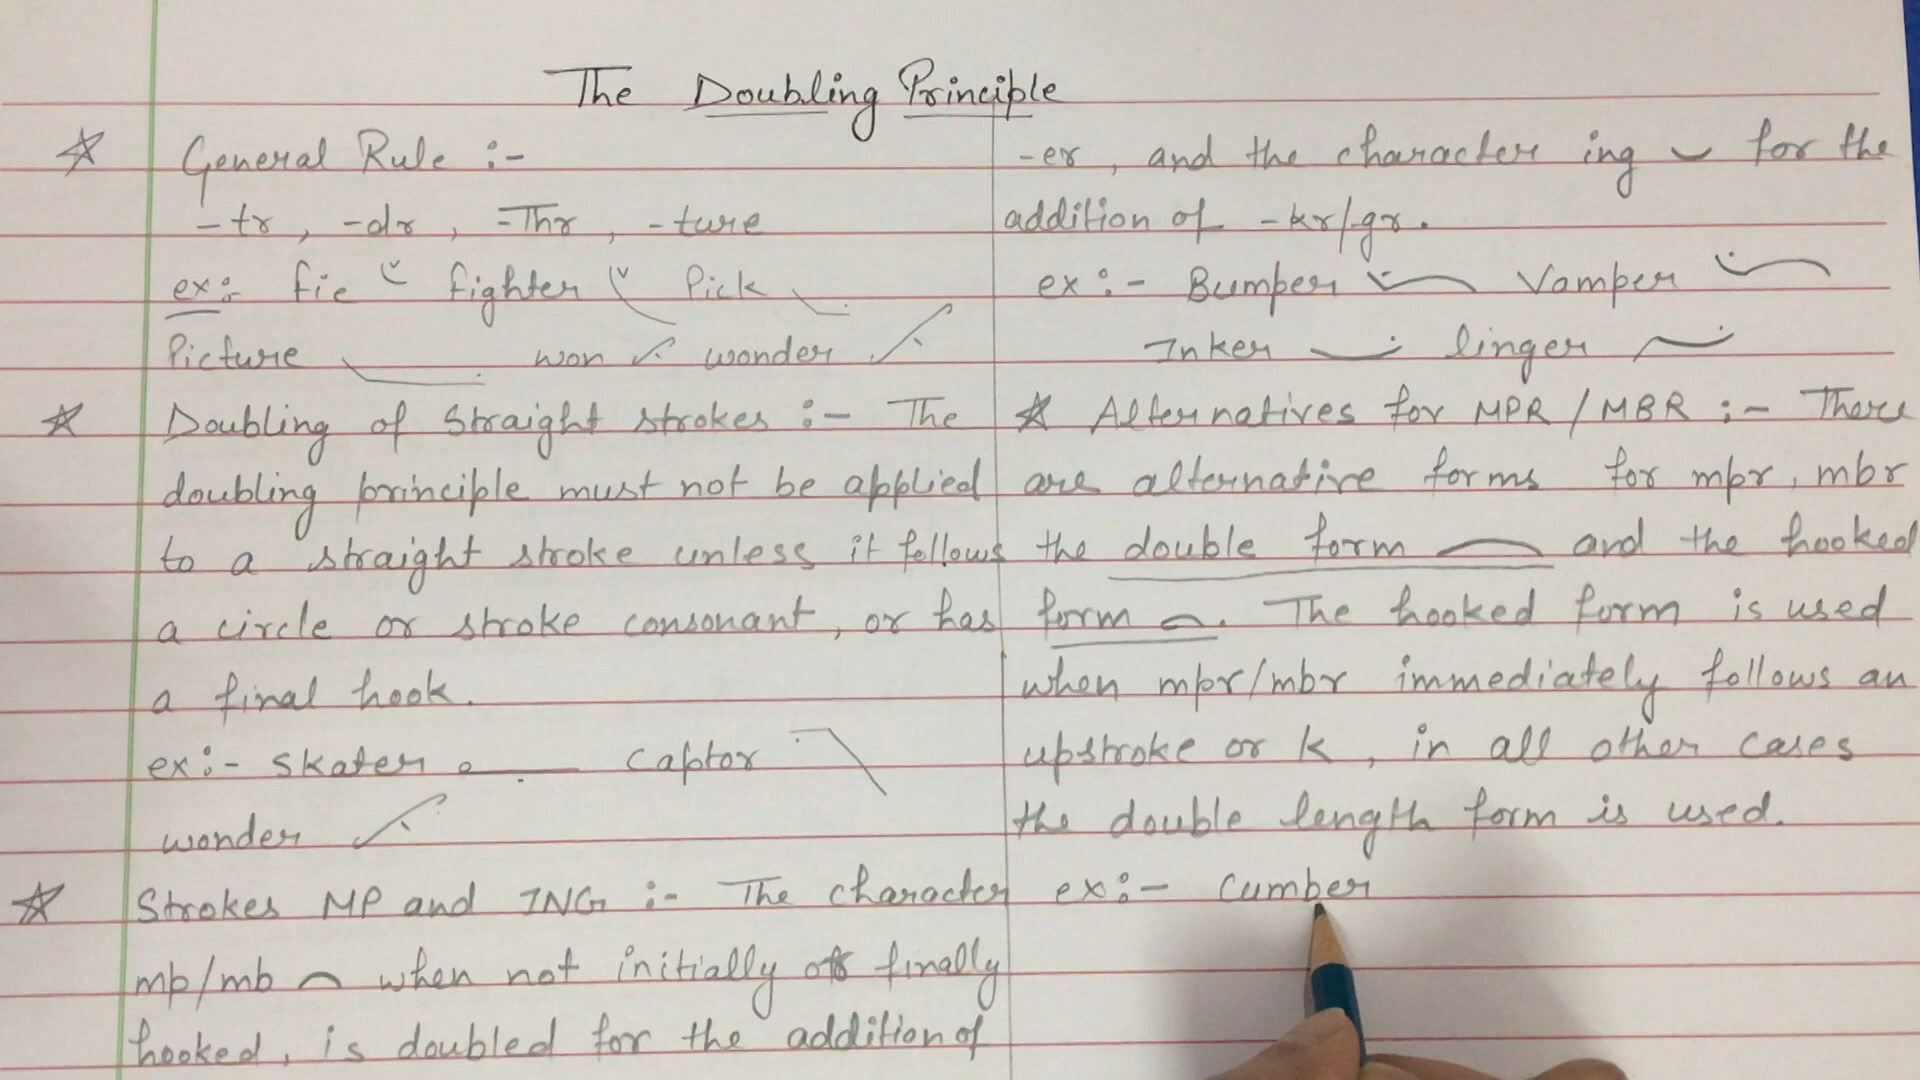 The Doubling Principle
☆ General Rule :-
-tr, -dr, -Thr, -ture
ex:- fie fighter Pick
Picture won wonder
☆ Doubling of straight strokes :- The
doubling principle must not be applied
to a straight stroke unless it follows
a circle or stroke consonant, or has
a final hook.
ex:- skater captor
wonder
☆ Strokes MP and ING :- The character
mp/mb when not initially or finally
hooked, is doubled for the addition of
-er, and the character ing for the
addition of -kr/gr.
ex:- Bumper Vamper
Inker linger
☆ Alternatives for MPR/MBR :- There
are alternative forms for mpr, mbr
the double form and the hooked
form. The hooked form is used
when mpr/mbr immediately follows an
upstroke or K, in all other cases
the double length form is used.
ex:- Cumber